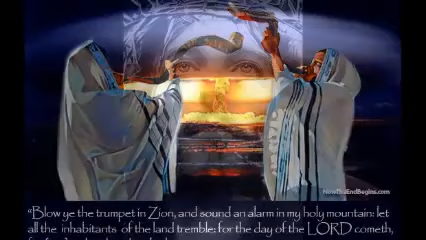 NowTheEndBegins.com
“Blow ye the trumpet in Zion, and sound an alarm in my holy mountain: let
all the inhabitants of the land tremble: for the day of the LORD cometh,